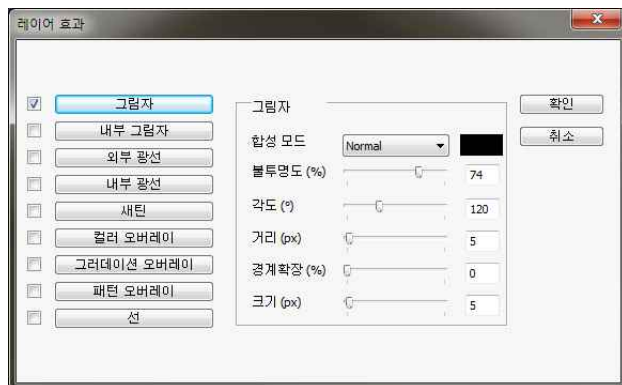 레이어 효과
그림자
내부 그림자
외부 광선
내부 광선
새틴
컬러 오버레이
그러데이션 오버레이
패턴 오버레이
선
그림자
합성 모드 Normal
불투명도 (%) 74
각도 (º) 120
거리 (px) 5
경계확장 (%) 0
크기 (px) 5
확인
취소